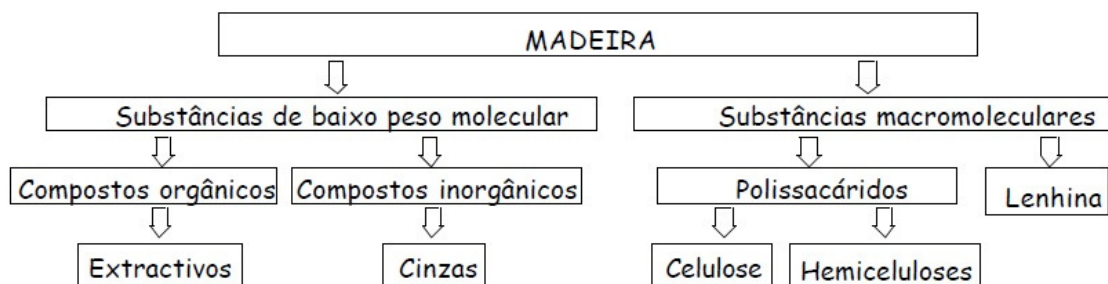 MADEIRA
Substâncias de baixo peso molecular
Substâncias macromoleculares
Compostos orgânicos
Compostos inorgânicos
Polissacáridos
Lenhina
Extractivos
Cinzas
Celulose
Hemiceluloses